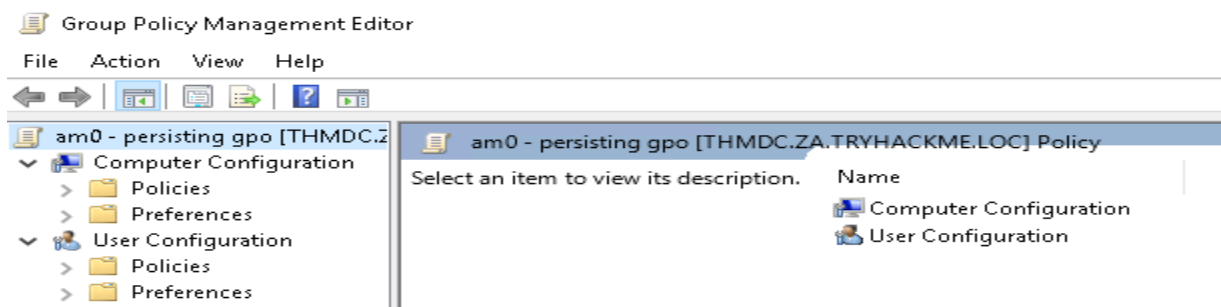 Group Policy Management Editor
File Action View Help
am0 - persisting gpo [THMDC.Z
Computer Configuration
Policies
Preferences
User Configuration
Policies
Preferences
am0 - persisting gpo [THMDC.ZA.TRYHACKME.LOC] Policy
Select an item to view its description.
Name
Computer Configuration
User Configuration